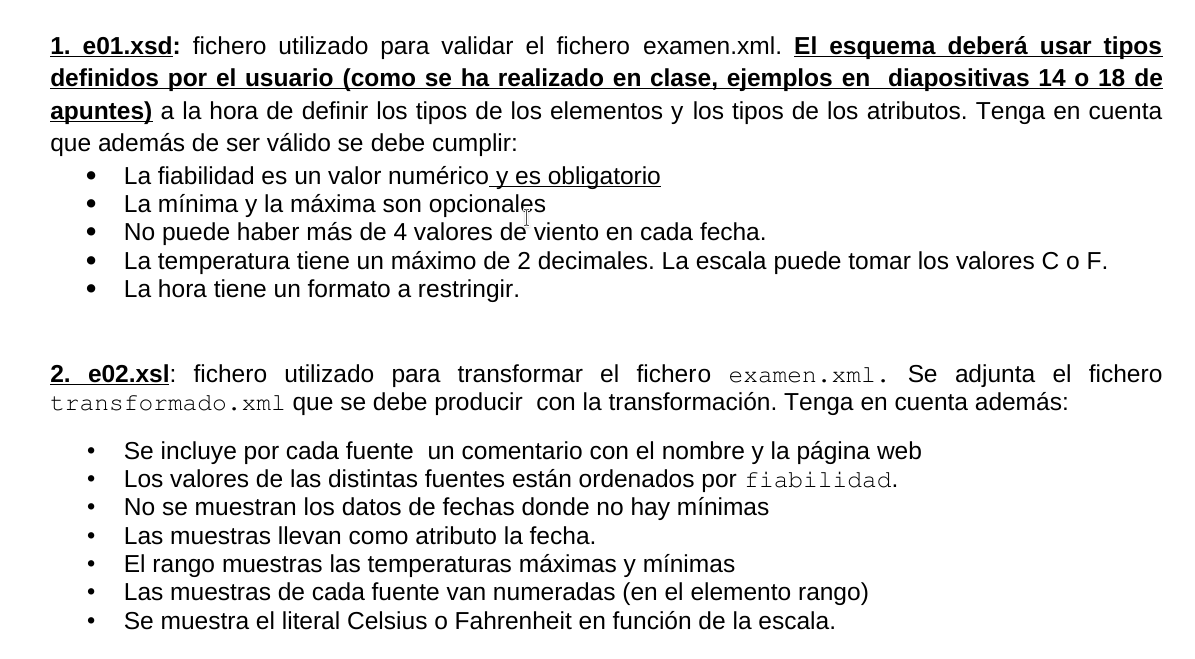 1. e01.xsd: fichero utilizado para validar el fichero examen.xml. El esquema deberá usar tipos
definidos por el usuario (como se ha realizado en clase, ejemplos en  diapositivas 14 o 18 de
apuntes) a la hora de definir los tipos de los elementos y los tipos de los atributos. Tenga en cuenta
que además de ser válido se debe cumplir:
• La fiabilidad es un valor numérico y es obligatorio
• La mínima y la máxima son opcionales
• No puede haber más de 4 valores de viento en cada fecha.
• La temperatura tiene un máximo de 2 decimales. La escala puede tomar los valores C o F.
• La hora tiene un formato a restringir.
2. e02.xsl: fichero utilizado para transformar el fichero examen.xml. Se adjunta el fichero
transformado.xml que se debe producir  con la transformación. Tenga en cuenta además:
• Se incluye por cada fuente  un comentario con el nombre y la página web
• Los valores de las distintas fuentes están ordenados por fiabilidad.
• No se muestran los datos de fechas donde no hay mínimas
• Las muestras llevan como atributo la fecha.
• El rango muestras las temperaturas máximas y mínimas
• Las muestras de cada fuente van numeradas (en el elemento rango)
• Se muestra el literal Celsius o Fahrenheit en función de la escala.